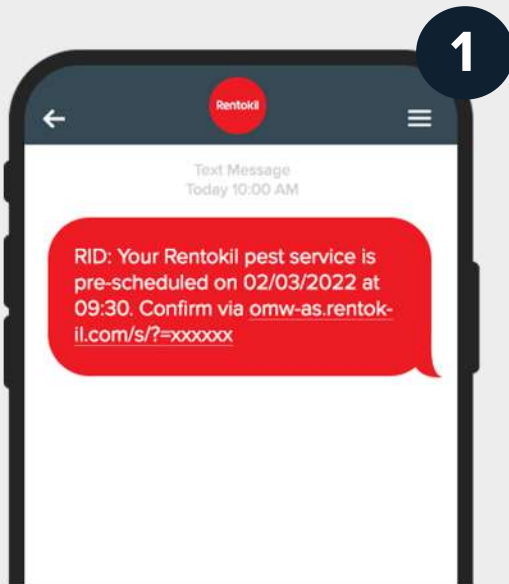 1
Rentokil
Text Message
Today 10:00 AM
RID: Your Rentokil pest service is
pre-scheduled on 02/03/2022 at
09:30. Confirm via omw-as.rentok-
il.com/s/?=xxxxxx